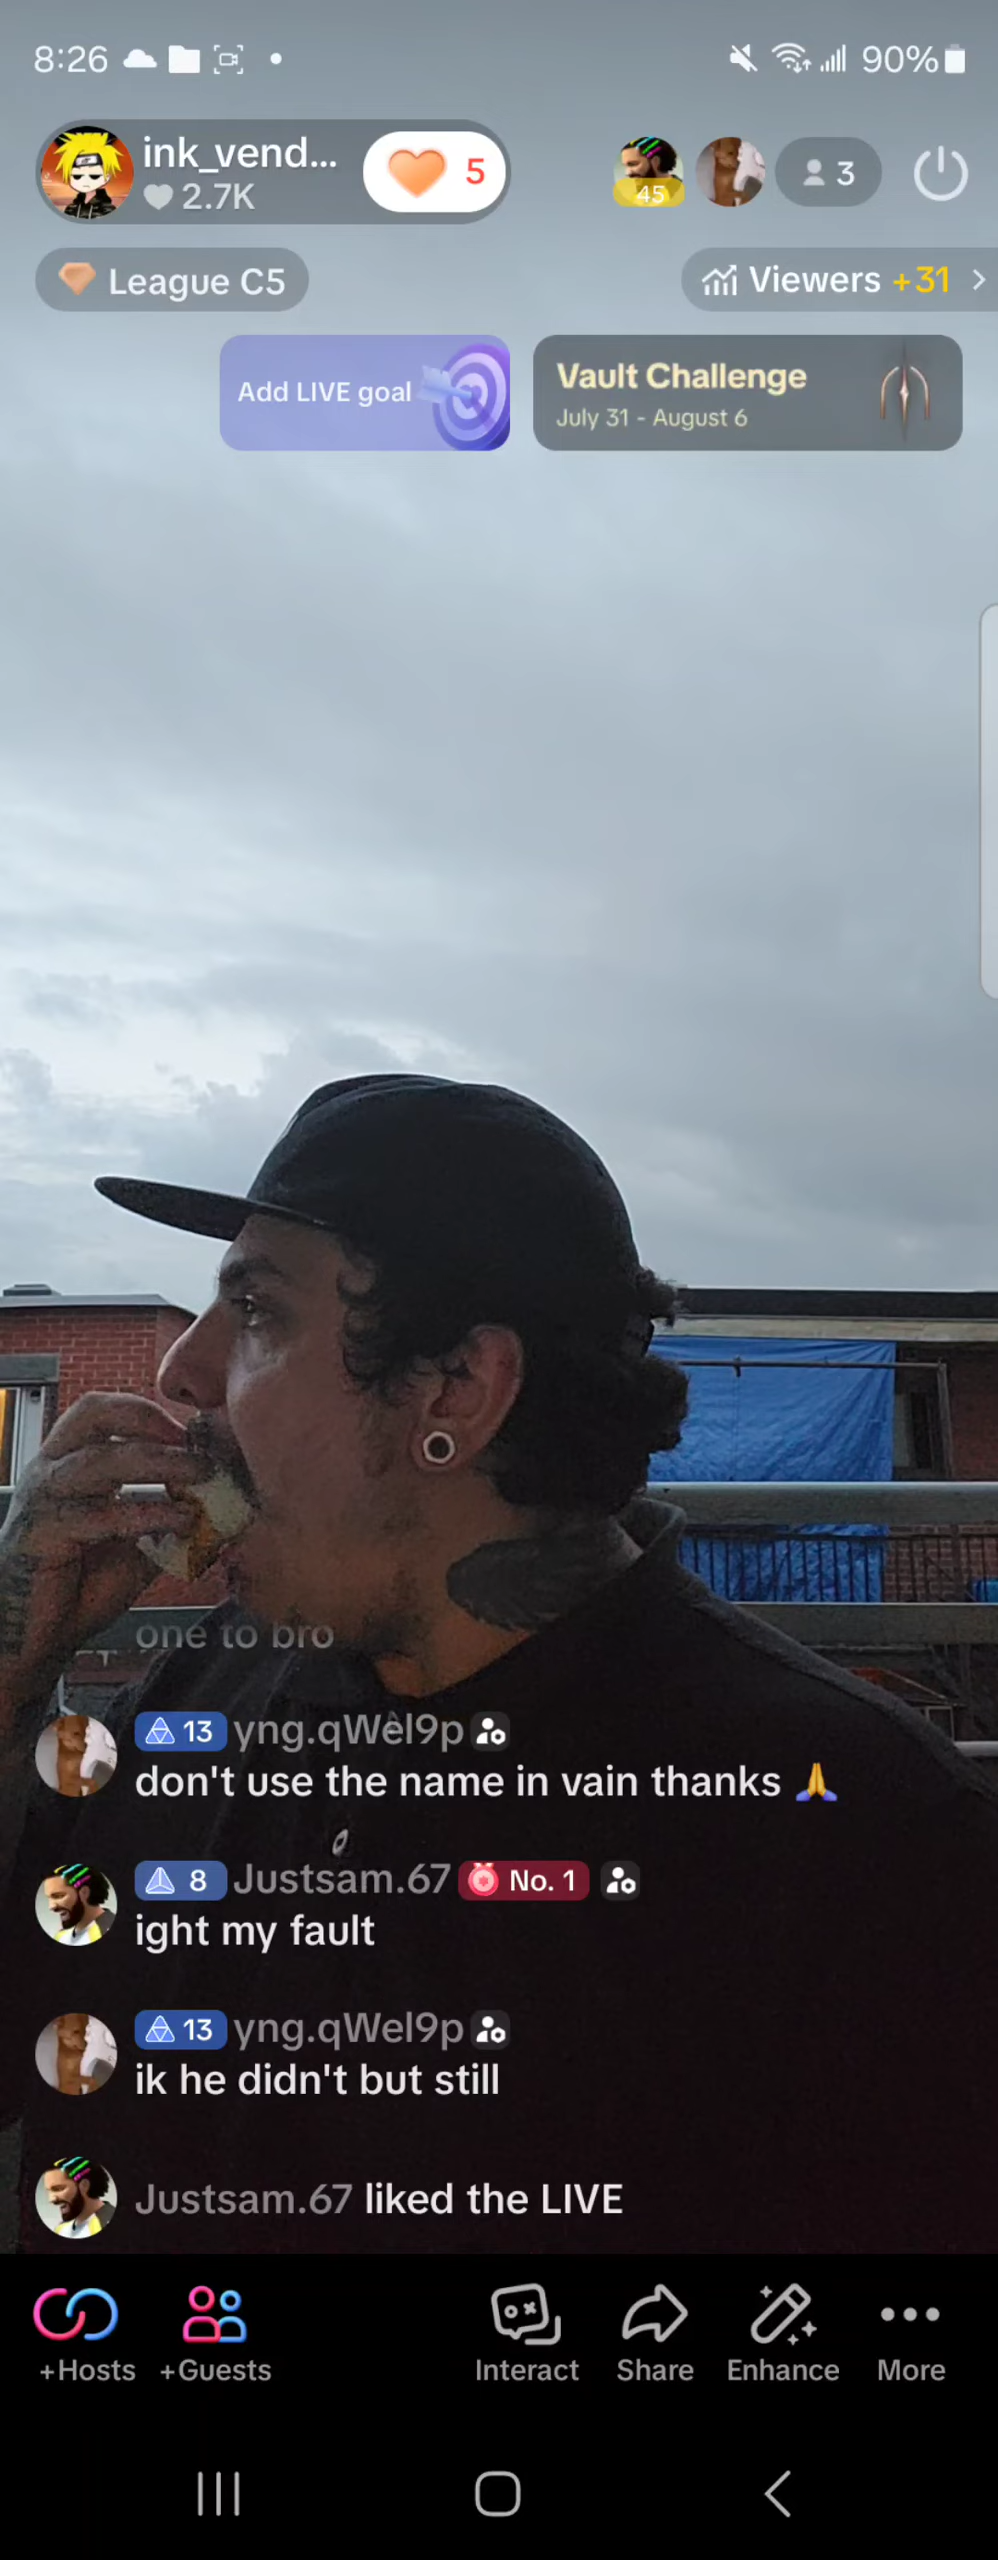 8:26
90%
ink_vend...
2.7K
5
45
3
League C5
Viewers +31
Add LIVE goal
Vault Challenge
July 31 - August 6
one to bro
13 yng.qWel9p
don't use the name in vain thanks 🙏
8 Justsam.67 No. 1
ight my fault
13 yng.qWel9p
ik he didn't but still
Justsam.67 liked the LIVE
+Hosts
+Guests
Interact
Share
Enhance
More